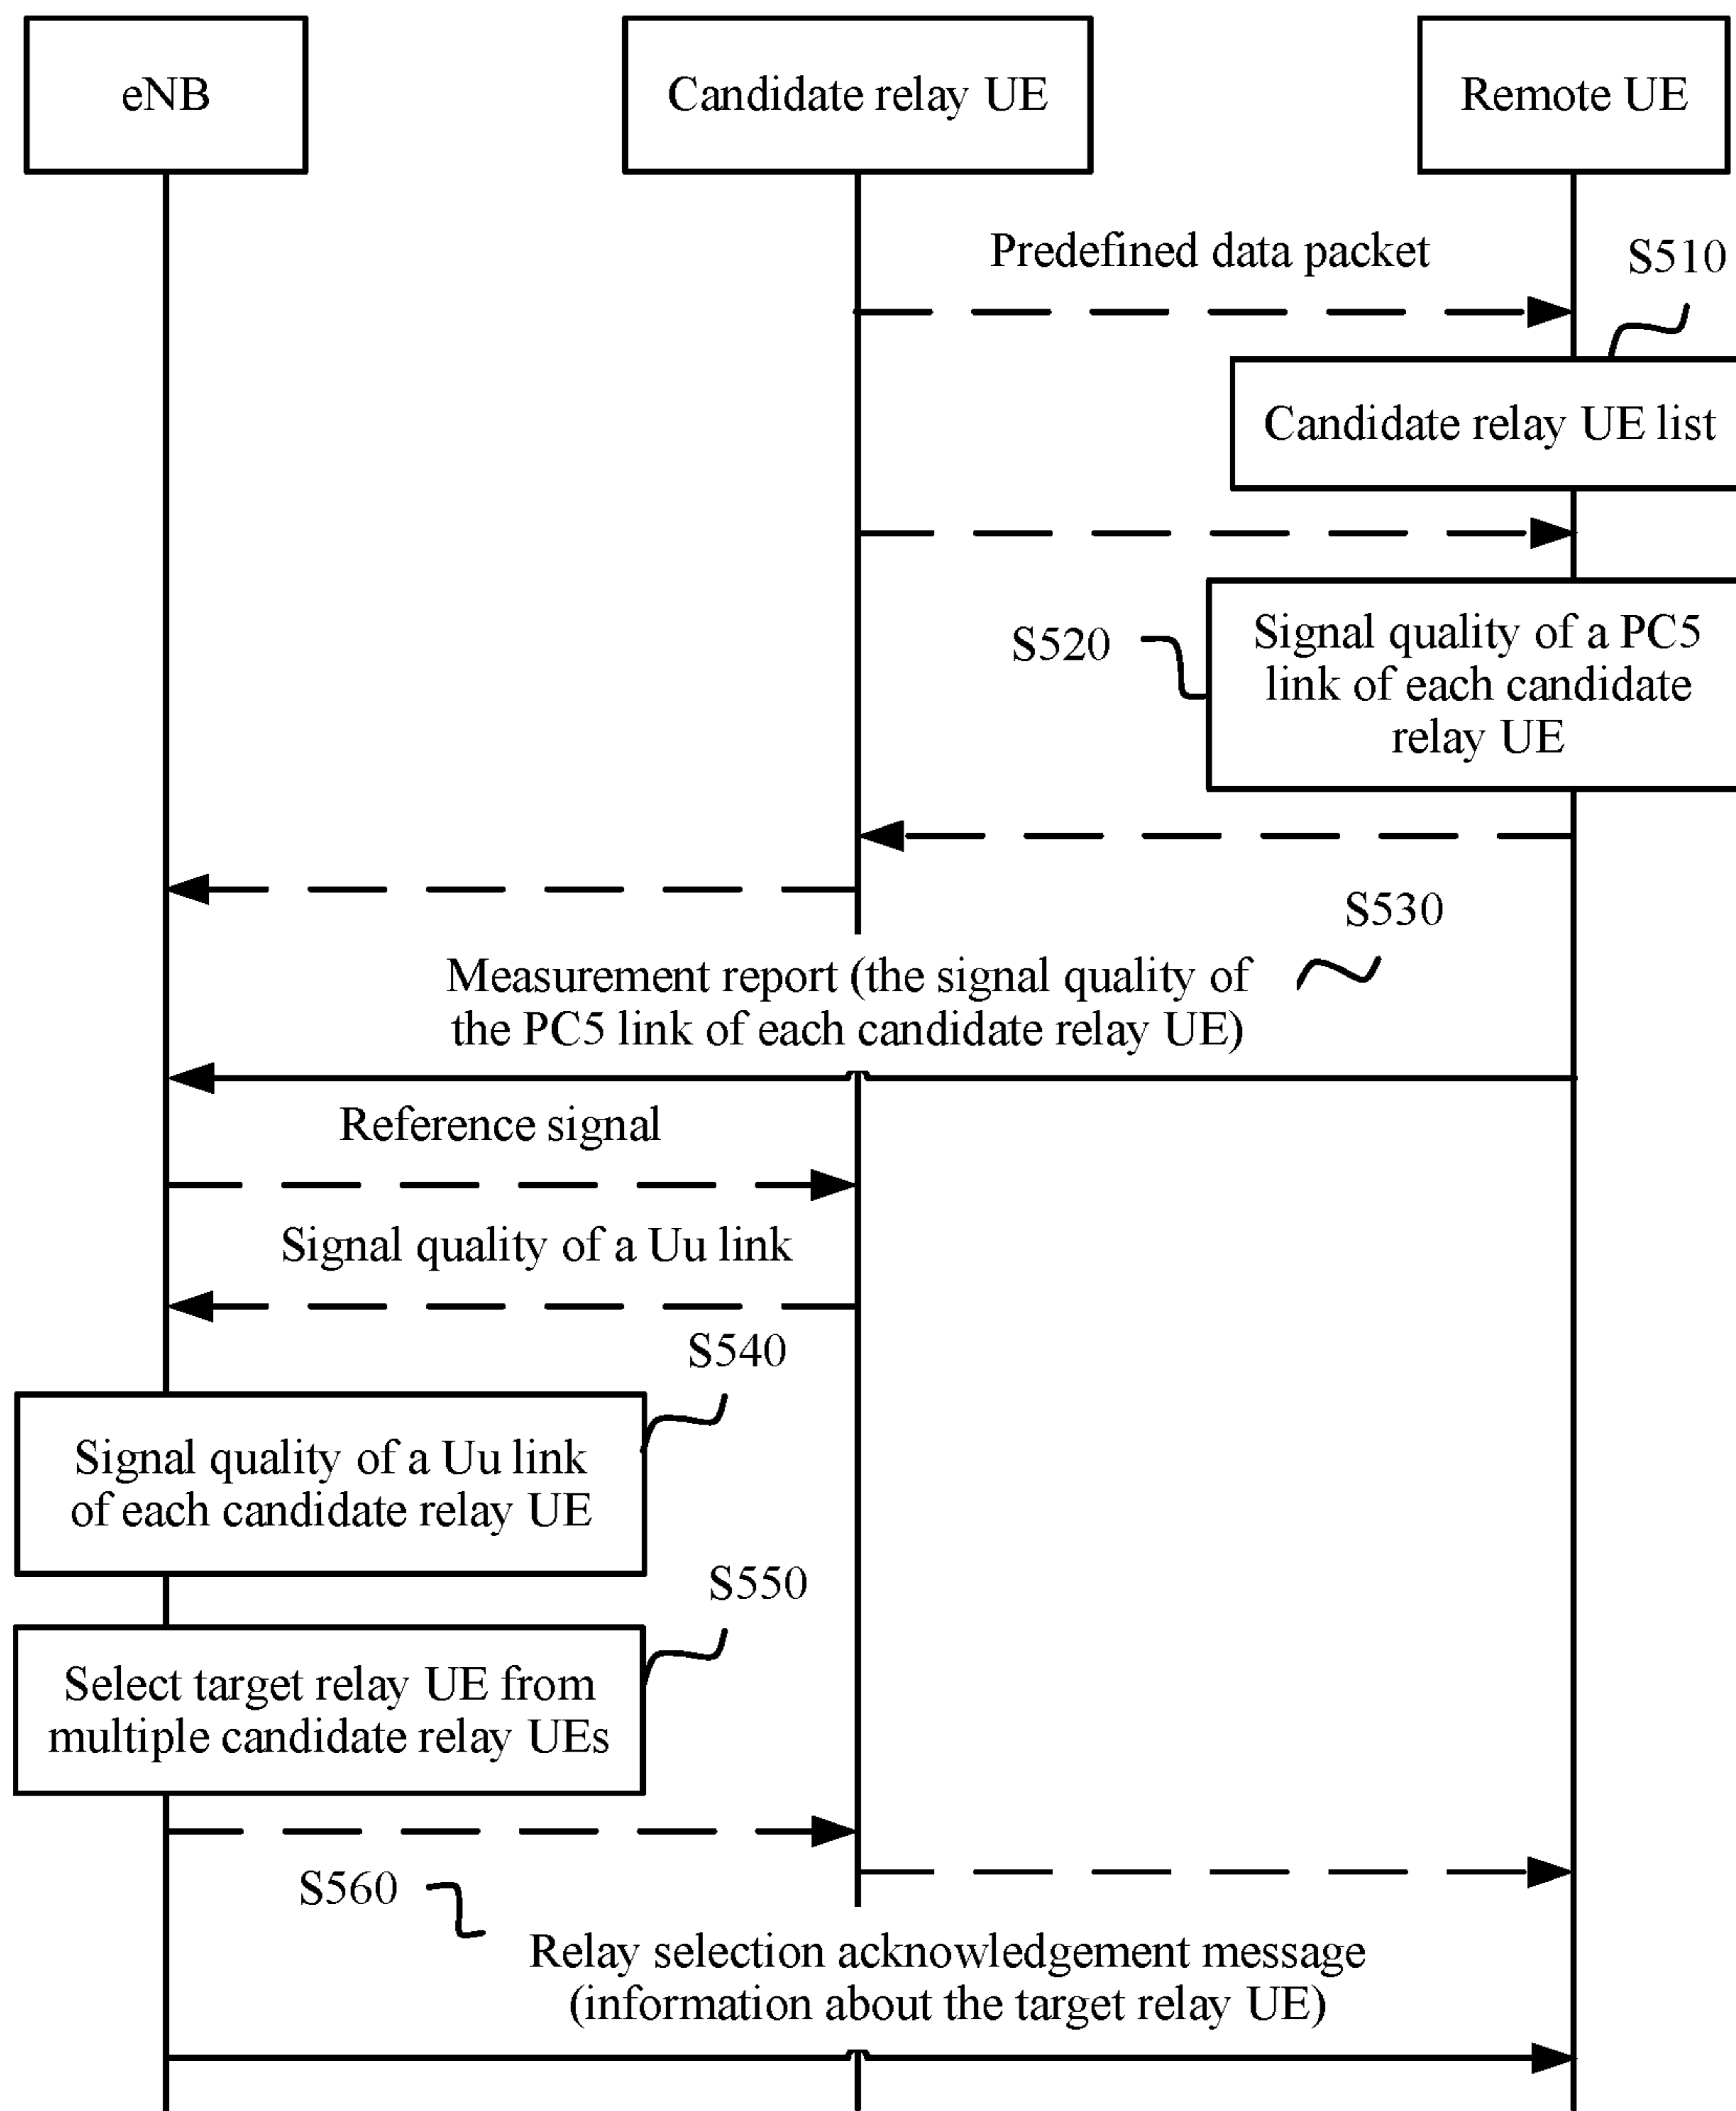 eNB
Candidate relay UE
Remote UE
Predefined data packet
S510
Candidate relay UE list
S520
Signal quality of a PC5
link of each candidate
relay UE
S530
Measurement report (the signal quality of
the PC5 link of each candidate relay UE)
Reference signal
Signal quality of a Uu link
S540
Signal quality of a Uu link
of each candidate relay UE
S550
Select target relay UE from
multiple candidate relay UEs
S560
Relay selection acknowledgement message
(information about the target relay UE)